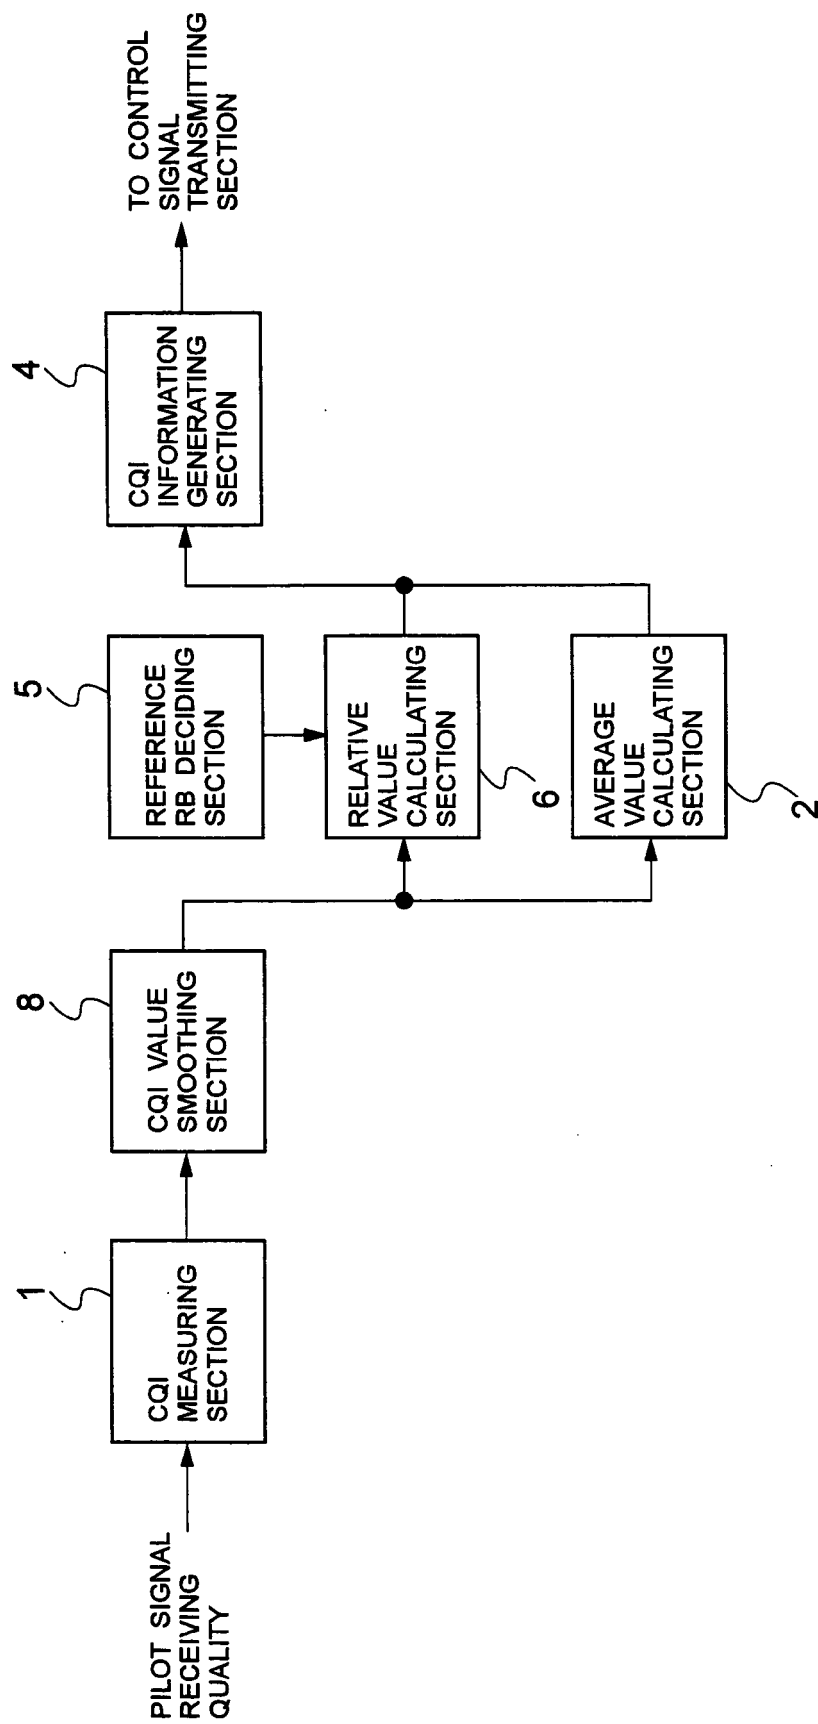 PILOT SIGNAL
RECEIVING
QUALITY
1
CQI
MEASURING
SECTION
8
CQI VALUE
SMOOTHING
SECTION
5
REFERENCE
RB DECIDING
SECTION
RELATIVE
VALUE
CALCULATING
SECTION
6
AVERAGE
VALUE
CALCULATING
SECTION
2
4
CQI
INFORMATION
GENERATING
SECTION
TO CONTROL
SIGNAL
TRANSMITTING
SECTION